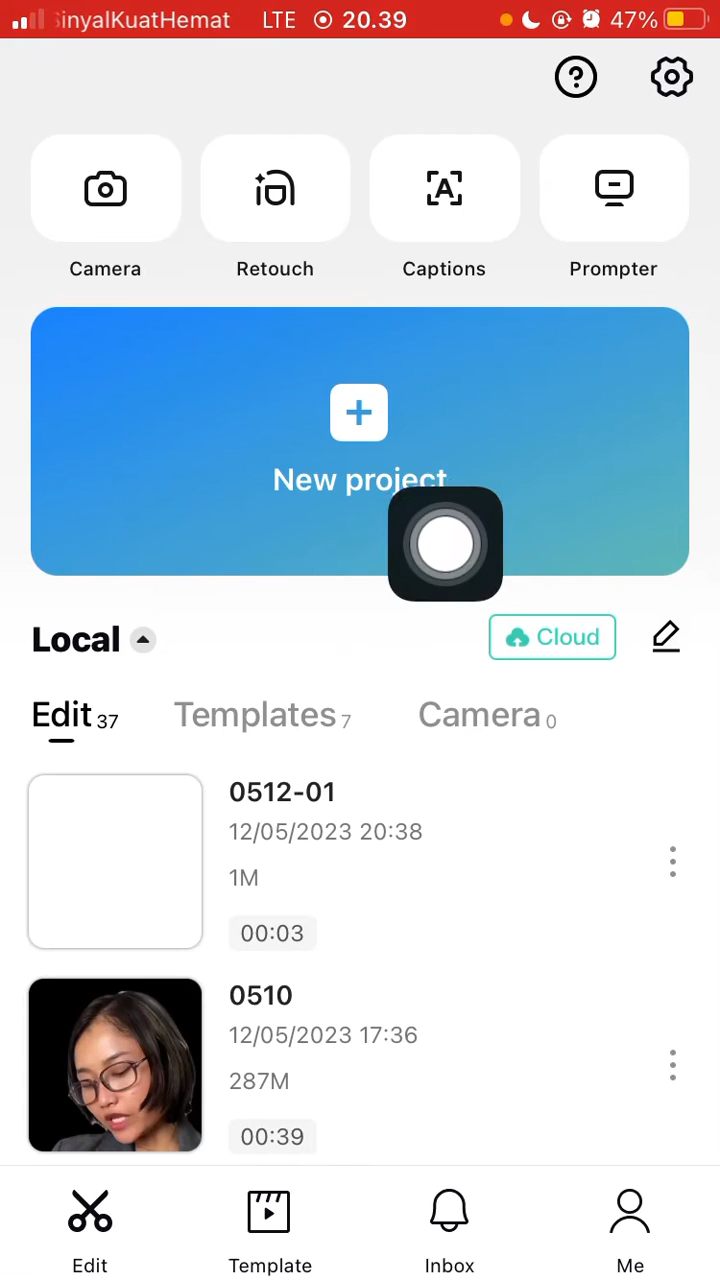 inyalKuatHemat LTE 20.39 47%
Camera Retouch Captions Prompter
New project
Local Cloud
Edit 37 Templates 7 Camera 0
0512-01
12/05/2023 20:38
1M
00:03
0510
12/05/2023 17:36
287M
00:39
Edit Template Inbox Me